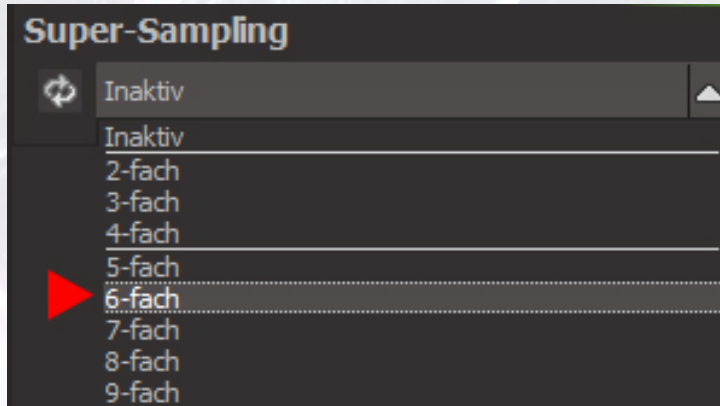 Super-Sampling
Inaktiv
Inaktiv
2-fach
3-fach
4-fach
5-fach
6-fach
7-fach
8-fach
9-fach